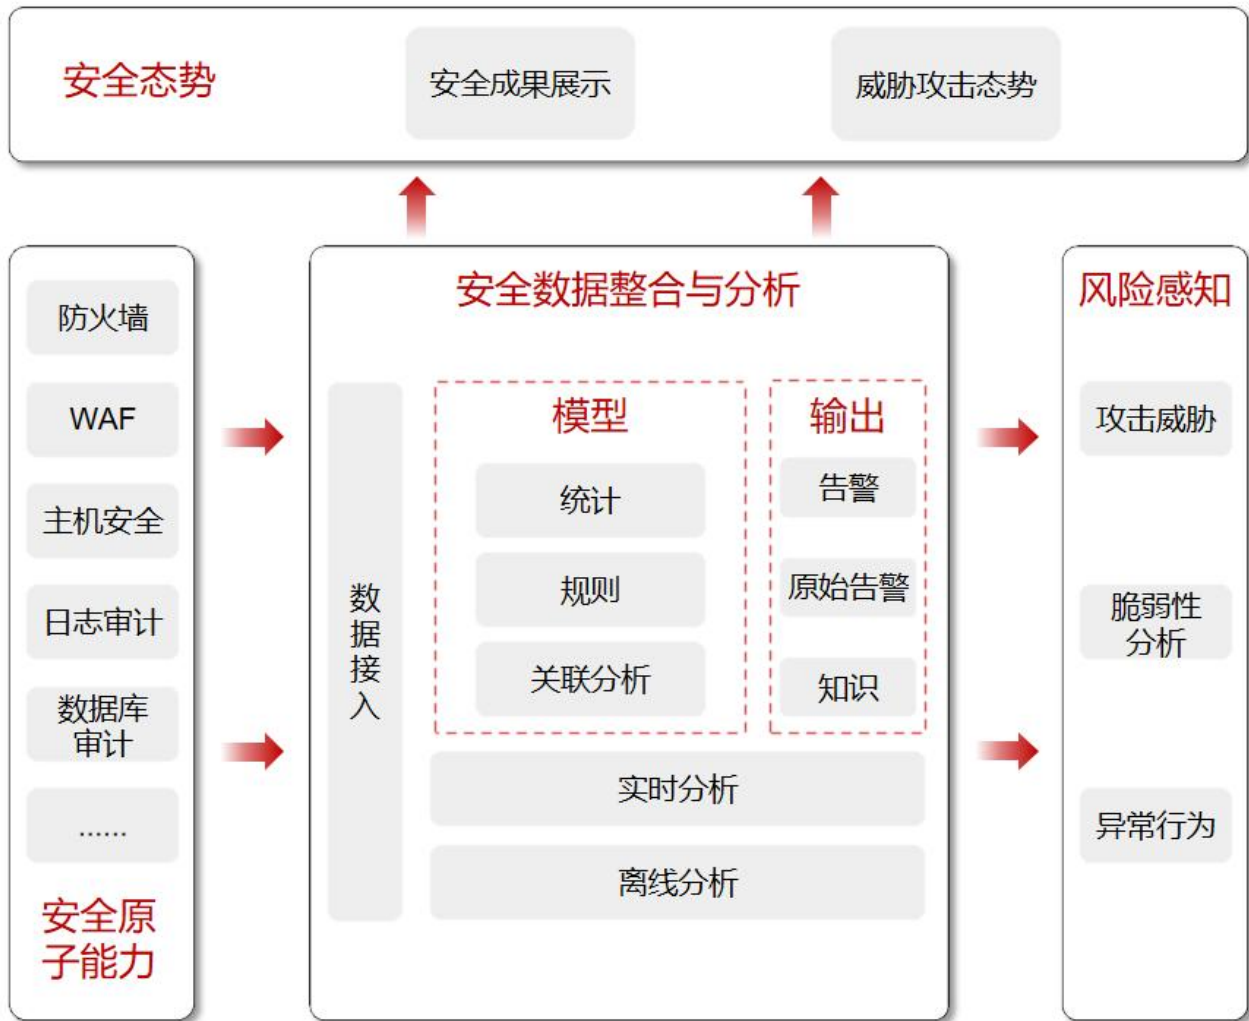 安全态势
安全成果展示
威胁攻击态势
防火墙
WAF
主机安全
日志审计
数据库
审计
......
安全原
子能力
安全数据整合与分析
数
据
接
入
模型
统计
规则
关联分析
输出
告警
原始告警
知识
实时分析
离线分析
风险感知
攻击威胁
脆弱性
分析
异常行为